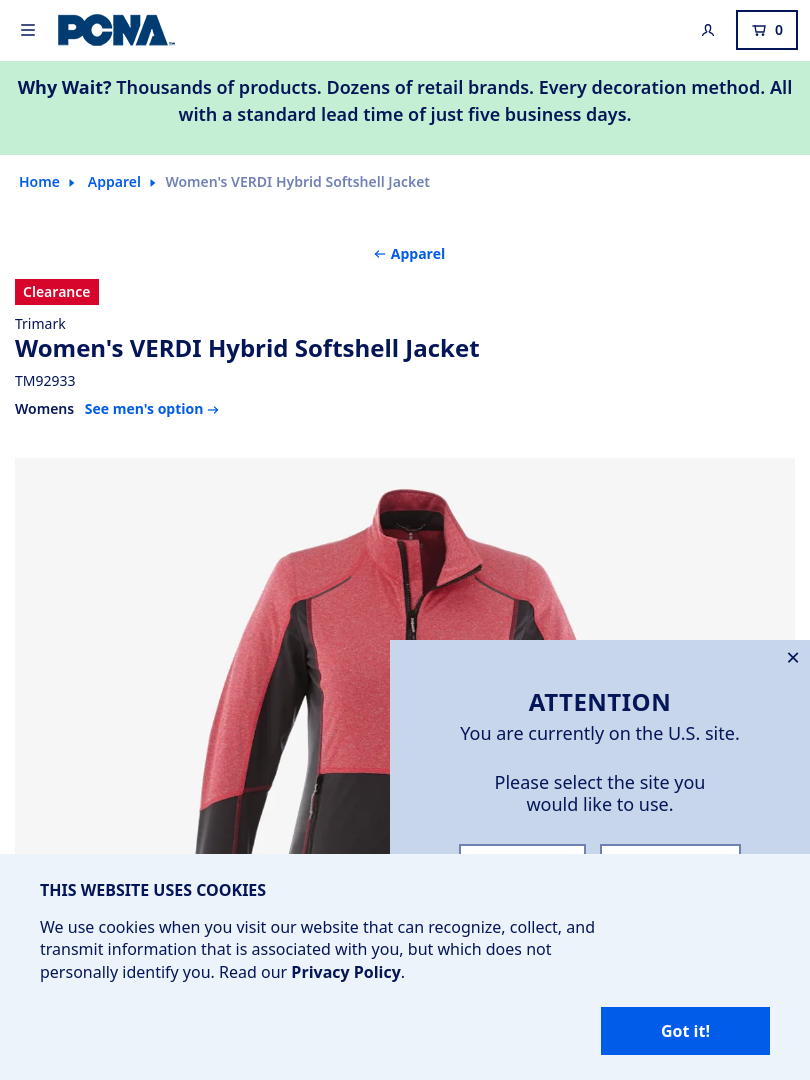 PCNA™
0
Why Wait? Thousands of products. Dozens of retail brands. Every decoration method. All
with a standard lead time of just five business days.
Home Apparel Women's VERDI Hybrid Softshell Jacket
Apparel
Clearance
Trimark
Women's VERDI Hybrid Softshell Jacket
TM92933
Womens See men's option
ATTENTION
You are currently on the U.S. site.
Please select the site you
would like to use.
THIS WEBSITE USES COOKIES
We use cookies when you visit our website that can recognize, collect, and
transmit information that is associated with you, but which does not
personally identify you. Read our Privacy Policy.
Got it!